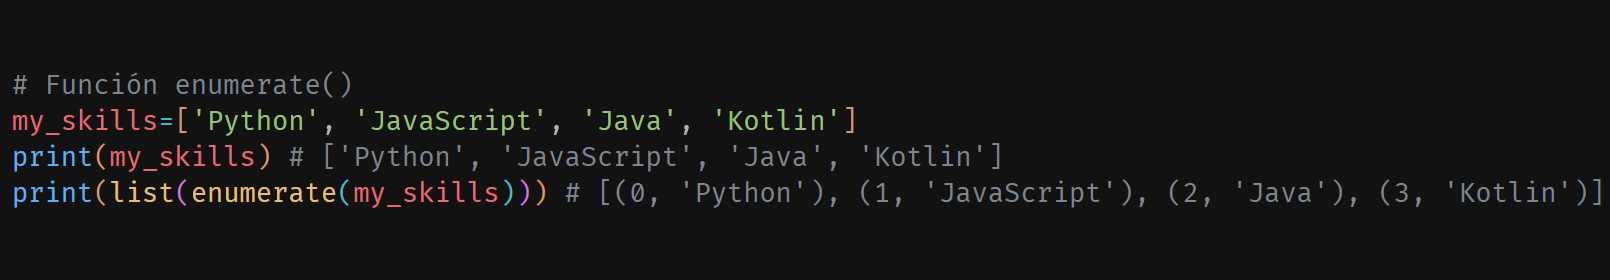 # Función enumerate()
my_skills=['Python', 'JavaScript', 'Java', 'Kotlin']
print(my_skills) # ['Python', 'JavaScript', 'Java', 'Kotlin']
print(list(enumerate(my_skills))) # [(0, 'Python'), (1, 'JavaScript'), (2, 'Java'), (3, 'Kotlin')]